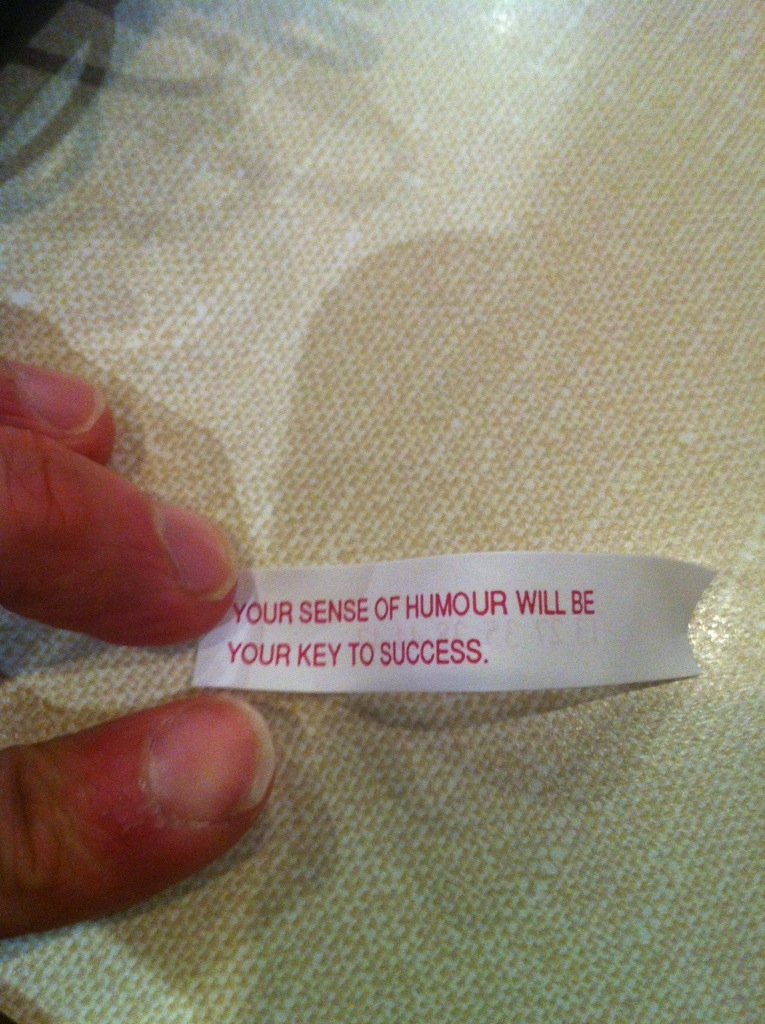 YOUR SENSE OF HUMOUR WILL BE
YOUR KEY TO SUCCESS.